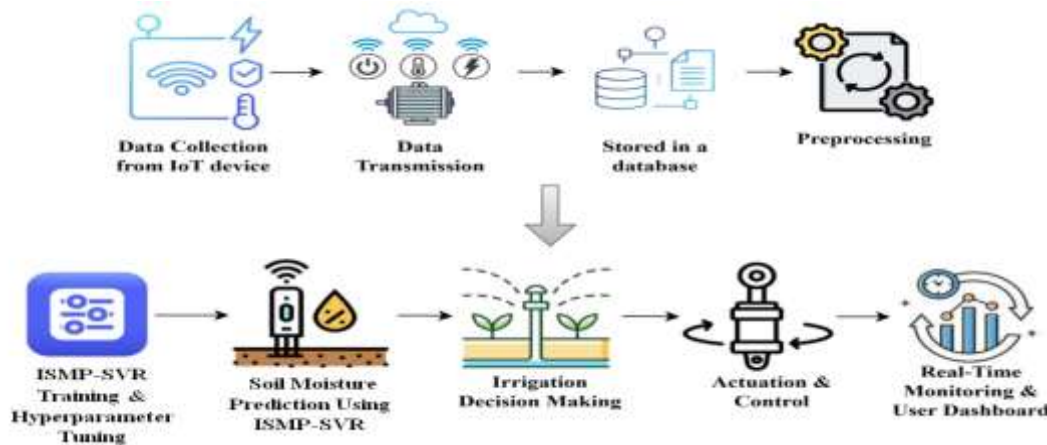 Data Collection
from IoT device
Data
Transmission
Stored in a
database
Preprocessing
ISMP-SVR
Training &
Hyperparameter
Tuning
Soil Moisture
Prediction Using
ISMP-SVR
Irrigation
Decision Making
Actuation &
Control
Real-Time
Monitoring &
User Dashboard